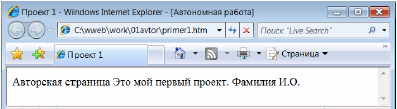 Проект 1 - Windows Internet Explorer - [Автономная работа]
C:\wweb\work\01avtor\primer1.htm
Поиск "Live Search"
Проект 1
Страница
Авторская страница Это мой первый проект. Фамилия И.О.